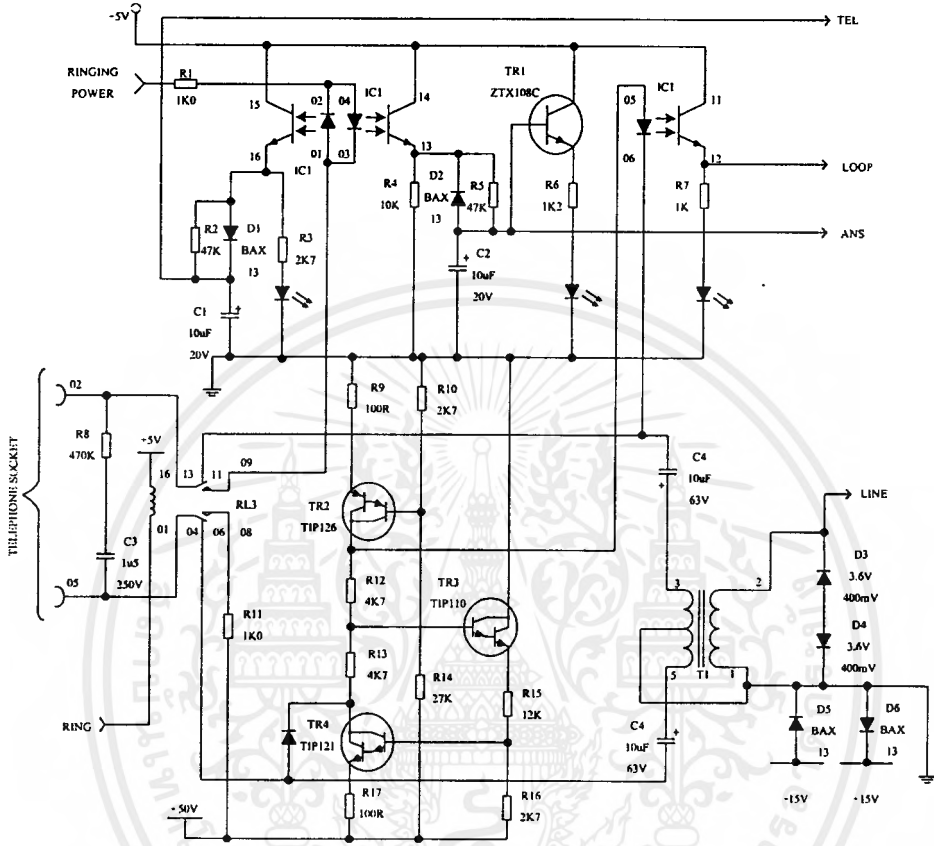 TEL
-5V
RINGING
POWER
R1
1K0
15
16
02
04
IC1
01
03
IC1
14
13
TR1
ZTX108C
05
06
IC1
11
12
LOOP
R2
47K
D1
BAX
13
R3
2K7
R4
10K
D2
BAX
13
R5
47K
R6
1K2
R7
1K
ANS
C1
10uF
20V
C2
10uF
20V
TELEPHONE SOCKET
02
R8
470K
+5V
16
13
11
09
RL3
01
04
06
08
05
C3
1u5
250V
R11
1K0
RING
R9
100R
R10
2K7
TR2
TIP126
R12
4K7
TR3
TIP110
R13
4K7
R14
27K
R15
12K
TR4
TIP121
R17
100R
R16
2K7
+50V
C4
10uF
63V
3
2
5
T1
1
C4
10uF
63V
LINE
D3
3.6V
400mV
D4
3.6V
400mV
D5
BAX
13
-15V
D6
BAX
13
-15V